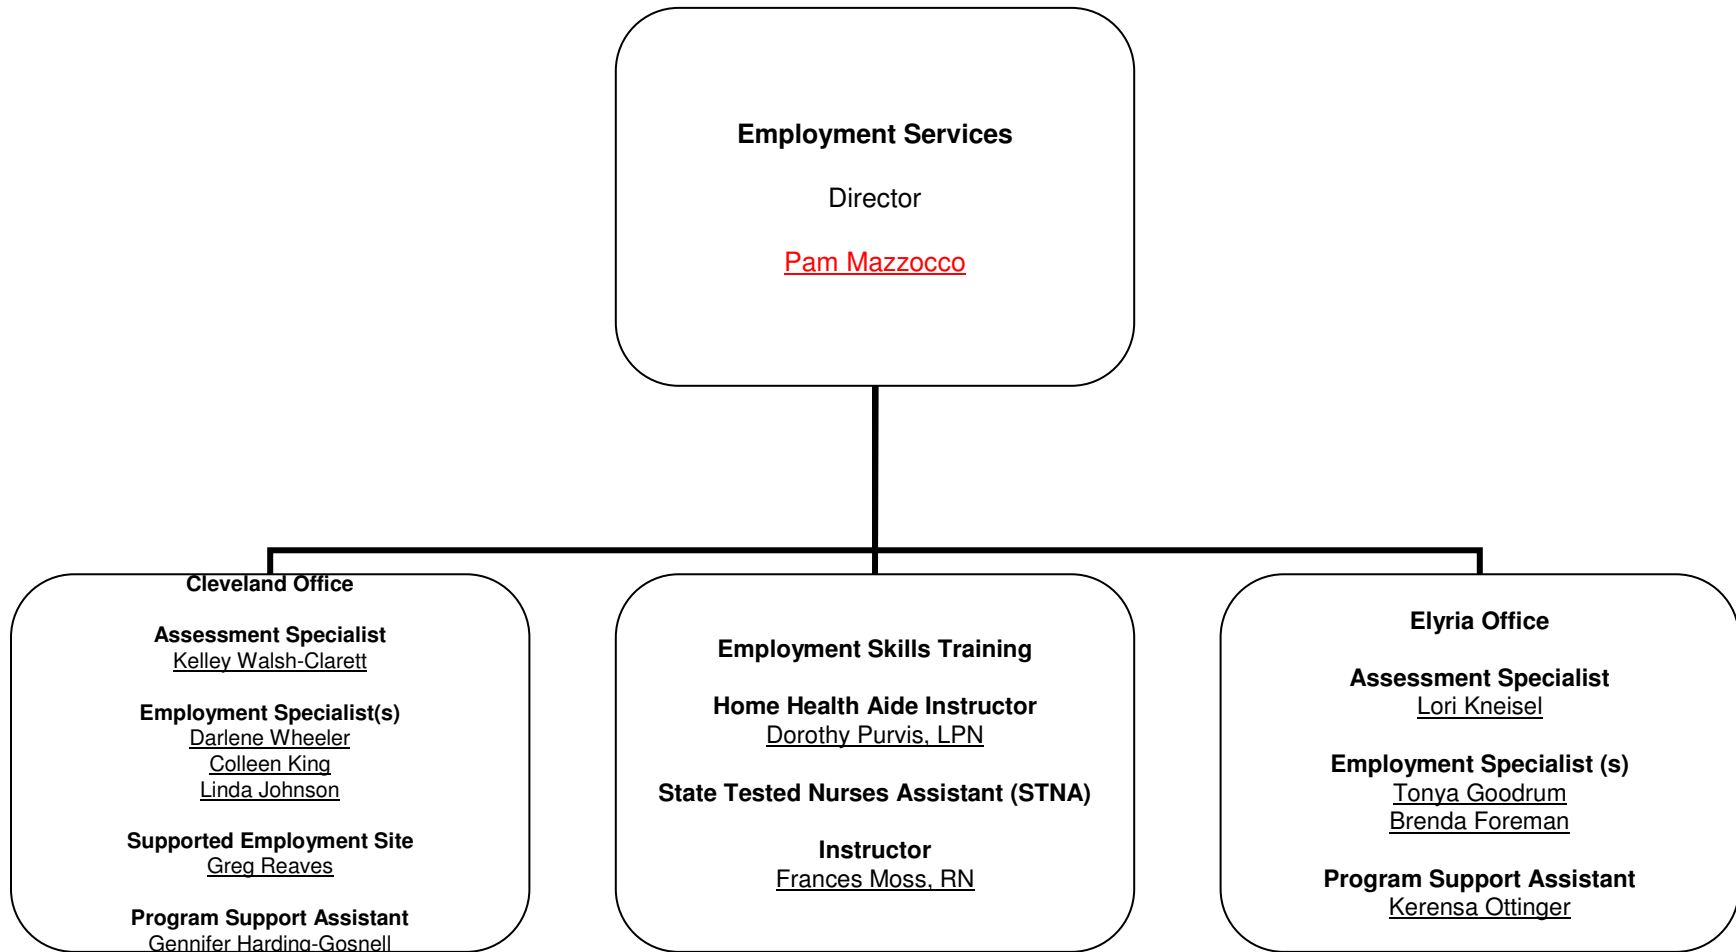 Employment Services
Director
Pam Mazzocco
Cleveland Office
Assessment Specialist
Kelley Walsh-Clarett
Employment Specialist(s)
Darlene Wheeler
Colleen King
Linda Johnson
Supported Employment Site
Greg Reaves
Program Support Assistant
Gennifer Harding-Gosnell
Employment Skills Training
Home Health Aide Instructor
Dorothy Purvis, LPN
State Tested Nurses Assistant (STNA)
Instructor
Frances Moss, RN
Elyria Office
Assessment Specialist
Lori Kneisel
Employment Specialist (s)
Tonya Goodrum
Brenda Foreman
Program Support Assistant
Kerensa Ottinger